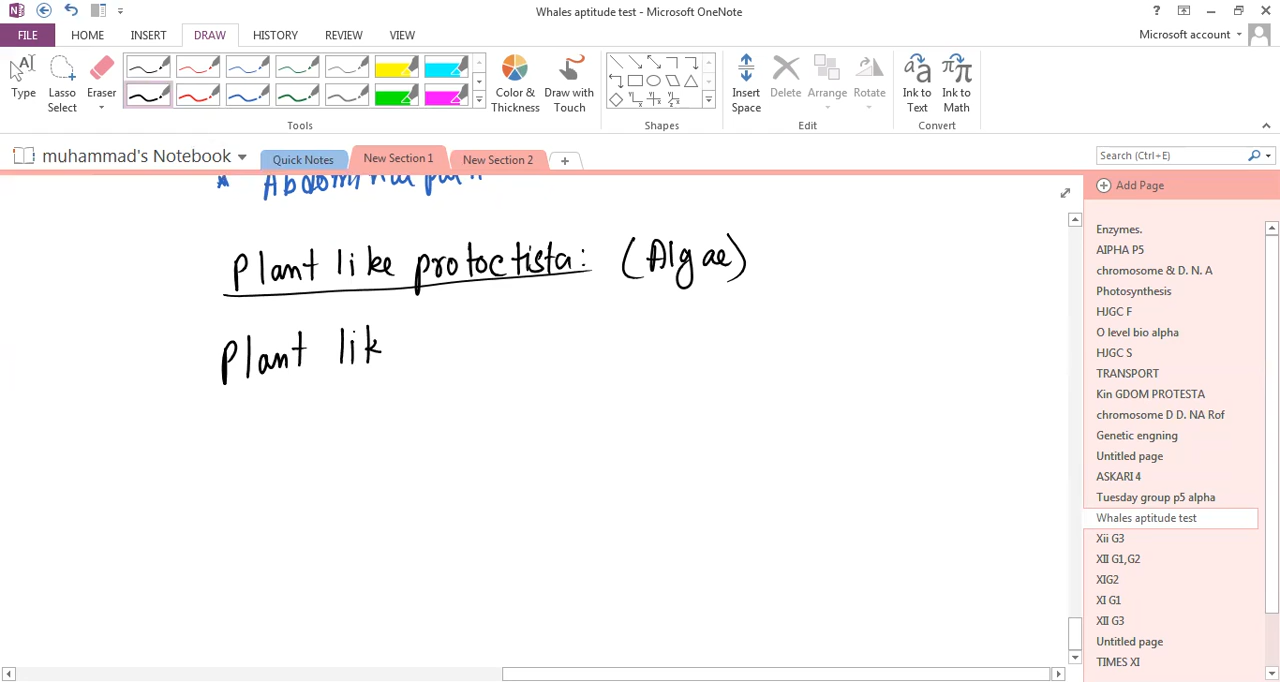 Whales aptitude test - Microsoft OneNote
Microsoft account
FILE HOME INSERT DRAW HISTORY REVIEW VIEW
Type Lasso Select Eraser Color & Thickness Draw with Touch Insert Space Delete Arrange Rotate Ink to Text Ink to Math
Tools Shapes Edit Convert
muhammad's Notebook Quick Notes New Section 1 New Section 2
Search (Ctrl+E)
Abdominal pain
Plant like protoctista: (Algae)
Plant lik
Add Page
Enzymes.
AIPHA P5
chromosome & D. N. A
Photosynthesis
HJGC F
O level bio alpha
HJGC S
TRANSPORT
Kin GDOM PROTESTA
chromosome D D. NA Rof
Genetic engning
Untitled page
ASKARI 4
Tuesday group p5 alpha
Whales aptitude test
Xii G3
XII G1,G2
XIG2
XI G1
XII G3
Untitled page
TIMES XI